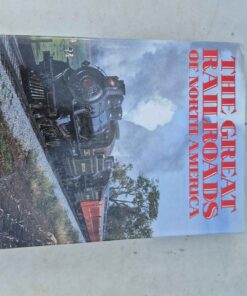 THE GREAT
RAILROADS
OF NORTH AMERICA